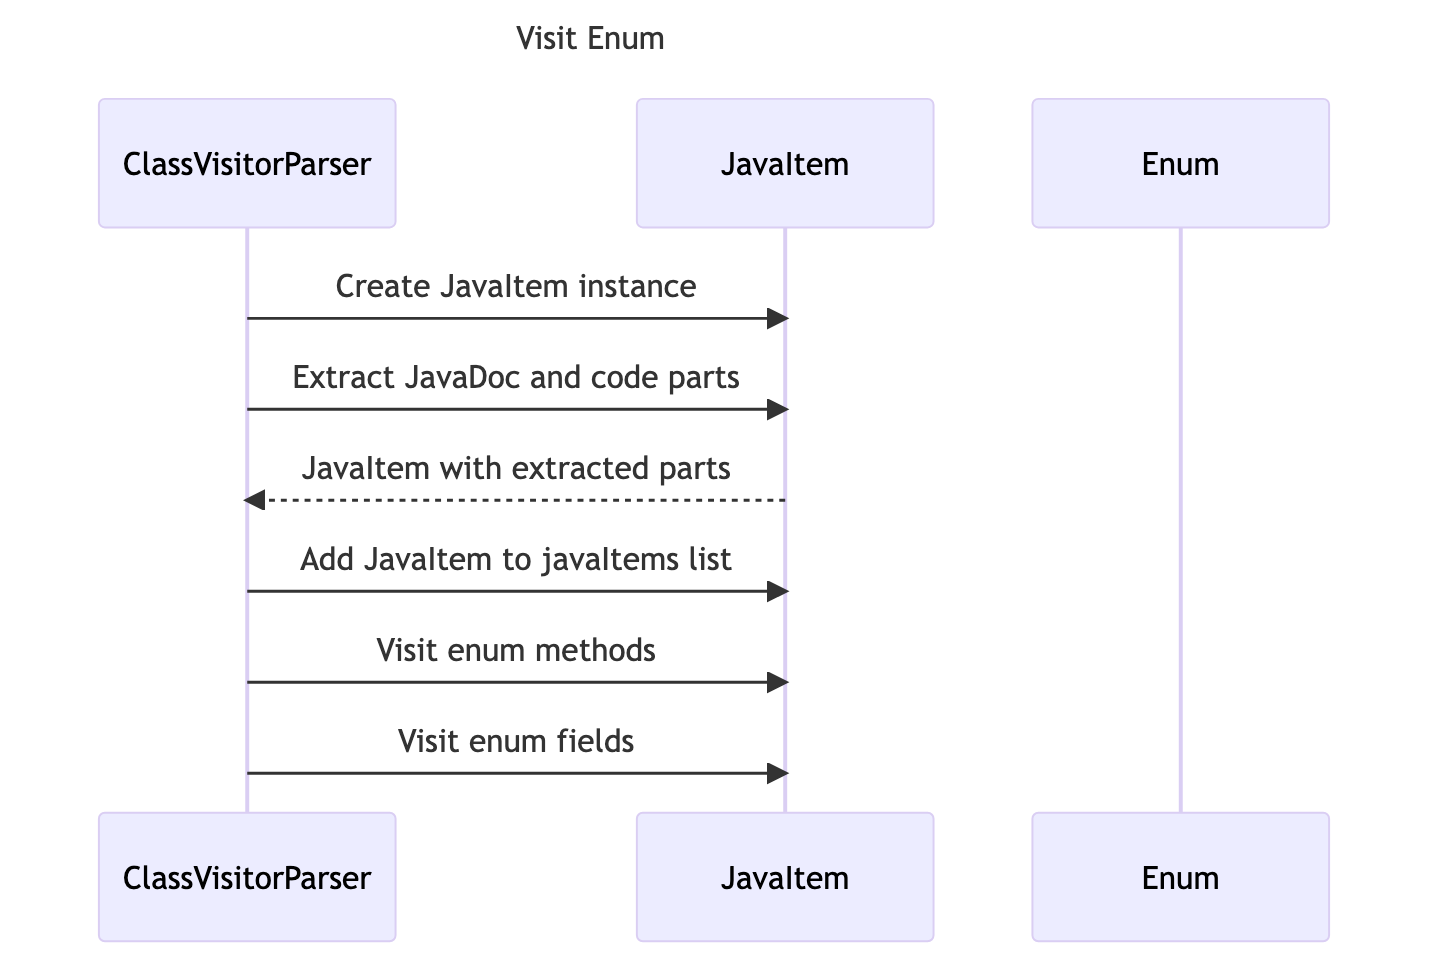 Visit Enum
ClassVisitorParser
JavaItem
Enum
Create JavaItem instance
Extract JavaDoc and code parts
JavaItem with extracted parts
Add JavaItem to javaItems list
Visit enum methods
Visit enum fields
ClassVisitorParser
JavaItem
Enum